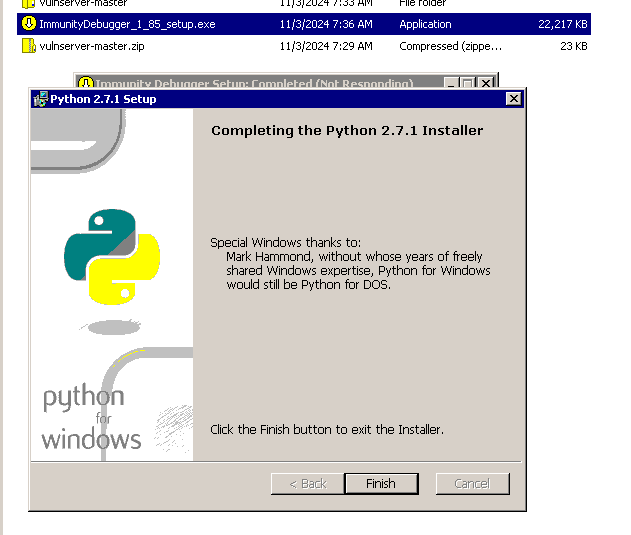 vulnserver-master 11/3/2024 7:33 AM File folder
ImmunityDebugger_1_85_setup.exe 11/3/2024 7:36 AM Application 22,217 KB
vulnserver-master.zip 11/3/2024 7:29 AM Compressed (zippe... 23 KB
Immunity Debugger Setup: Completed (Not Responding)
Python 2.7.1 Setup
Completing the Python 2.7.1 Installer
Special Windows thanks to:
Mark Hammond, without whose years of freely
shared Windows expertise, Python for Windows
would still be Python for DOS.
python
for
windows
Click the Finish button to exit the Installer.
< Back Finish Cancel